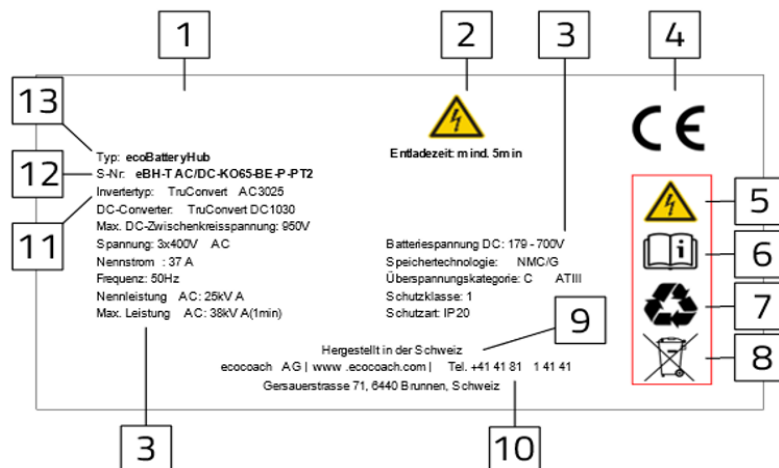 1
2
3
4
13
Typ: ecoBatteryHub
12
S-Nr: eBH-T AC/DC-KO65-BE-P-PT2
11
Invertertyp: TruConvert AC3025
DC-Converter: TruConvert DC1030
Max. DC-Zwischenkreisspannung: 950V
Spannung: 3x400V AC
Nennstrom : 37 A
Frequenz: 50Hz
Nennleistung AC: 25kV A
Max. Leistung AC: 38kV A(1min)
3
Entladezeit: mind. 5min
Batteriespannung DC: 179 - 700V
Speichertechnologie: NMC/G
Überspannungskategorie: C ATIII
Schutzklasse: 1
Schutzart: IP20
9
Hergestellt in der Schweiz
ecocoach AG | www .ecocoach.com | Tel. +41 41 81 1 41 41
Gersauerstrasse 71, 6440 Brunnen, Schweiz
10
CE
5
i
6
7
8